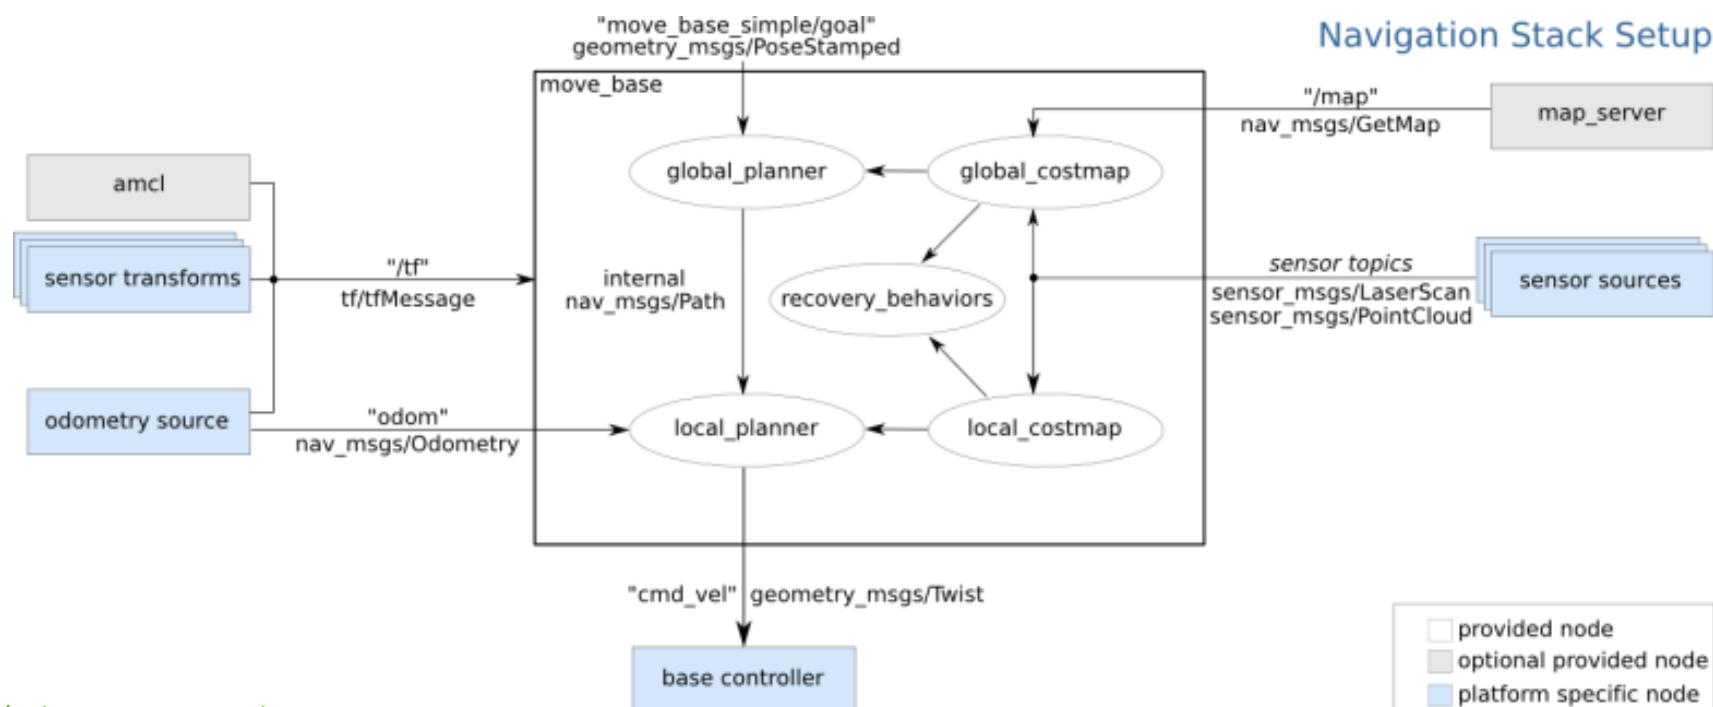 "move_base_simple/goal"
geometry_msgs/PoseStamped
Navigation Stack Setup
move_base
"/map"
nav_msgs/GetMap
map_server
global_planner
global_costmap
amcl
sensor transforms
"/tf"
tf/tfMessage
internal
nav_msgs/Path
recovery_behaviors
sensor topics
sensor_msgs/LaserScan
sensor_msgs/PointCloud
sensor sources
odometry source
"odom"
nav_msgs/Odometry
local_planner
local_costmap
"cmd_vel" geometry_msgs/Twist
base controller
provided node
optional provided node
platform specific node